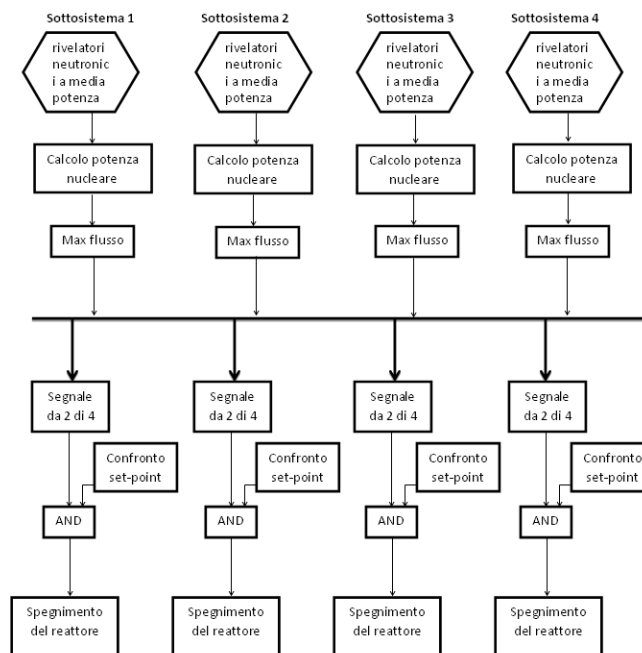 Sottosistema 1
Sottosistema 2
Sottosistema 3
Sottosistema 4
rivelatori
neutronic
i a media
potenza
rivelatori
neutronic
i a media
potenza
rivelatori
neutronic
i a media
potenza
rivelatori
neutronic
i a media
potenza
Calcolo potenza
nucleare
Calcolo potenza
nucleare
Calcolo potenza
nucleare
Calcolo potenza
nucleare
Max flusso
Max flusso
Max flusso
Max flusso
Segnale
da 2 di 4
Segnale
da 2 di 4
Segnale
da 2 di 4
Segnale
da 2 di 4
Confronto
set-point
Confronto
set-point
Confronto
set-point
Confronto
set-point
AND
AND
AND
AND
Spegnimento
del reattore
Spegnimento
del reattore
Spegnimento
del reattore
Spegnimento
del reattore